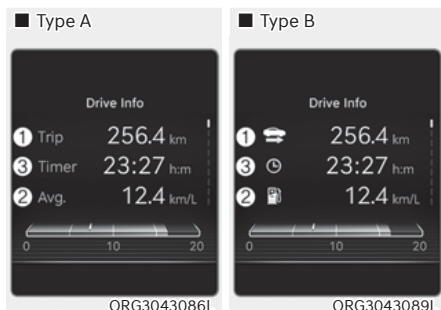 ■ Type A
Drive Info
① Trip 256.4 km
③ Timer 23:27 h:m
② Avg. 12.4 km/L
0 10 20
ORG3043086L
■ Type B
Drive Info
① 256.4 km
③ 23:27 h:m
② 12.4 km/L
0 10 20
ORG3043089L